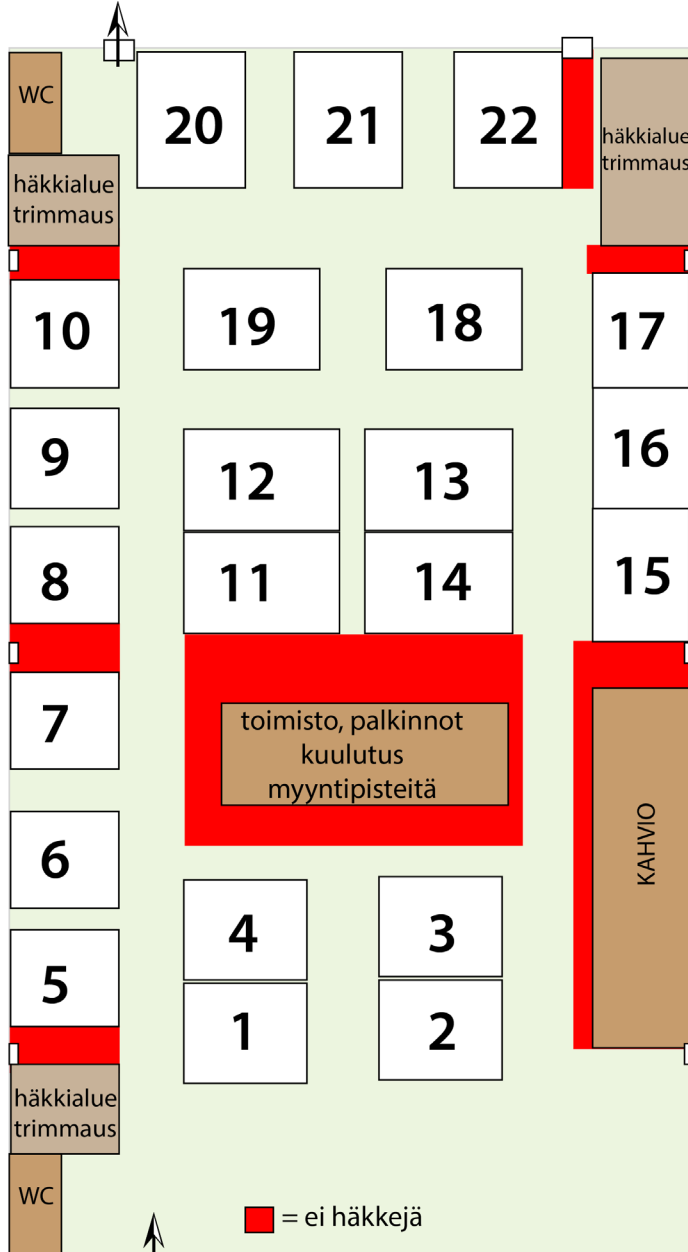 WC
20
21
22
häkkialue
trimmaus
häkkialue
trimmaus
10
19
18
17
9
12
13
16
8
11
14
15
7
toimisto, palkinnot
kuulutus
myyntipisteitä
KAHVIO
6
4
3
5
1
2
häkkialue
trimmaus
WC
= ei häkkejä